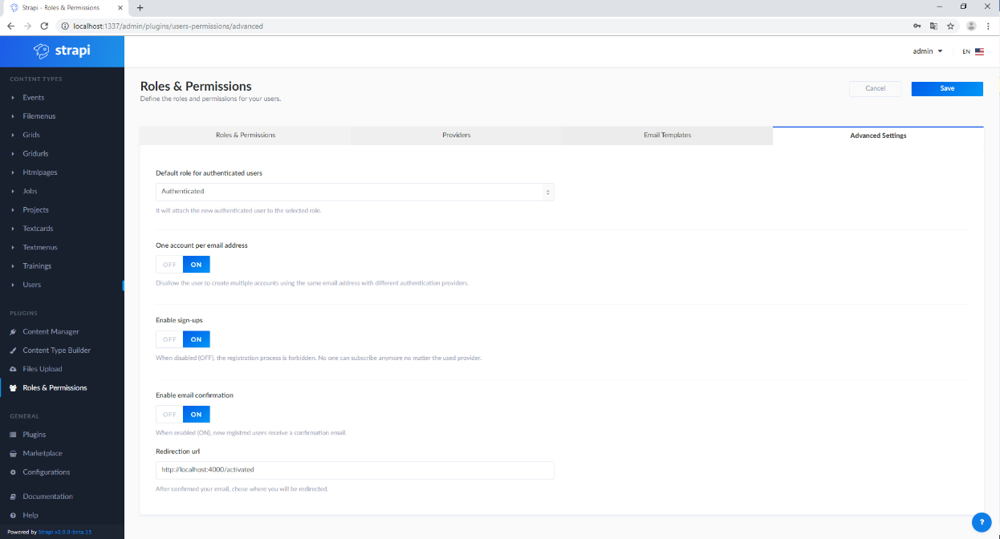 Strapi - Roles & Permissions
localhost:1337/admin/plugins/users-permissions/advanced
strapi
admin
EN
CONTENT TYPES
Events
Filemenus
Grids
Gridurls
Htmlpages
Jobs
Projects
Textcards
Textmenus
Trainings
Users
PLUGINS
Content Manager
Content Type Builder
Files Upload
Roles & Permissions
GENERAL
Plugins
Marketplace
Configurations
Documentation
Help
Powered by Strapi v3.0.0-beta.15
Roles & Permissions
Define the roles and permissions for your users.
Cancel
Save
Roles & Permissions
Providers
Email Templates
Advanced Settings
Default role for authenticated users
Authenticated
It will attach the new authenticated user to the selected role.
One account per email address
OFF ON
Disallow the user to create multiple accounts using the same email address with different authentication providers.
Enable sign-ups
OFF ON
When disabled (OFF), the registration process is forbidden. No one can subscribe anymore no matter the used provider.
Enable email confirmation
OFF ON
When enabled (ON), new registred users receive a confirmation email.
Redirection url
http://localhost:4000/activated
After confirmed your email, chose where you will be redirected.
?